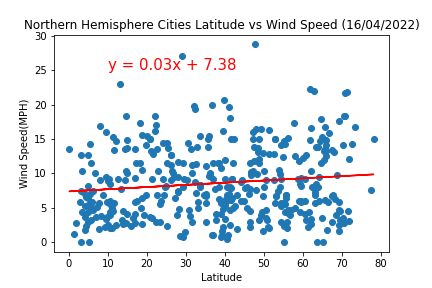 Northern Hemisphere Cities Latitude vs Wind Speed (16/04/2022)
30
25
20
15
10
5
0
Wind Speed(MPH)
y = 0.03x + 7.38
0 10 20 30 40 50 60 70 80
Latitude